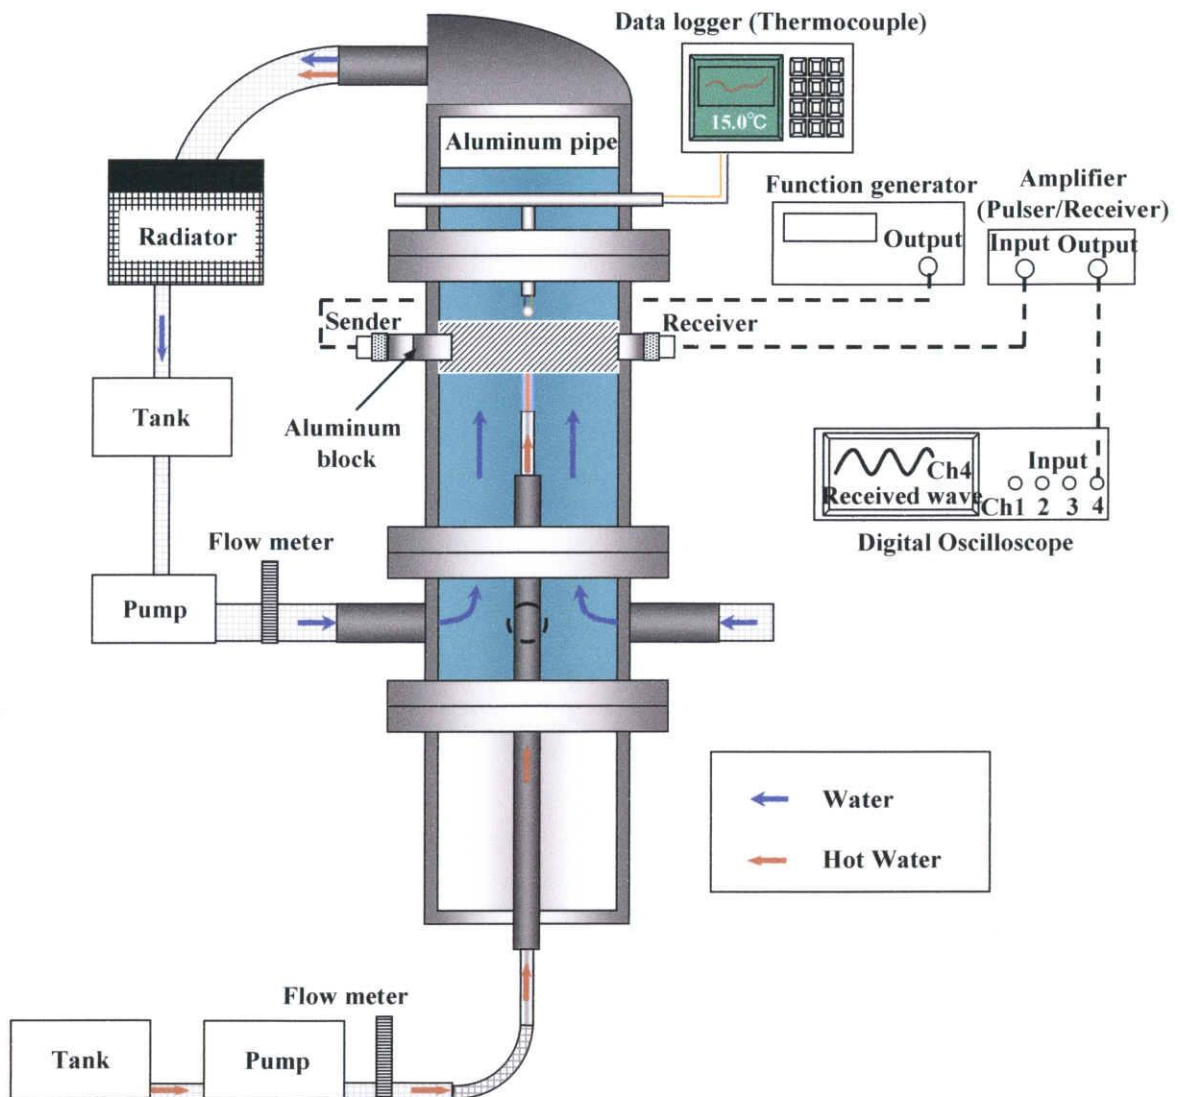 Data logger (Thermocouple)
15.0℃
Aluminum pipe
Function generator
Output
Amplifier
(Pulser/Receiver)
Input Output
Radiator
Sender
Receiver
Tank
Aluminum
block
Ch4
Received wave
Input
Ch1 2 3 4
Digital Oscilloscope
Flow meter
Pump
Water
Hot Water
Flow meter
Tank
Pump